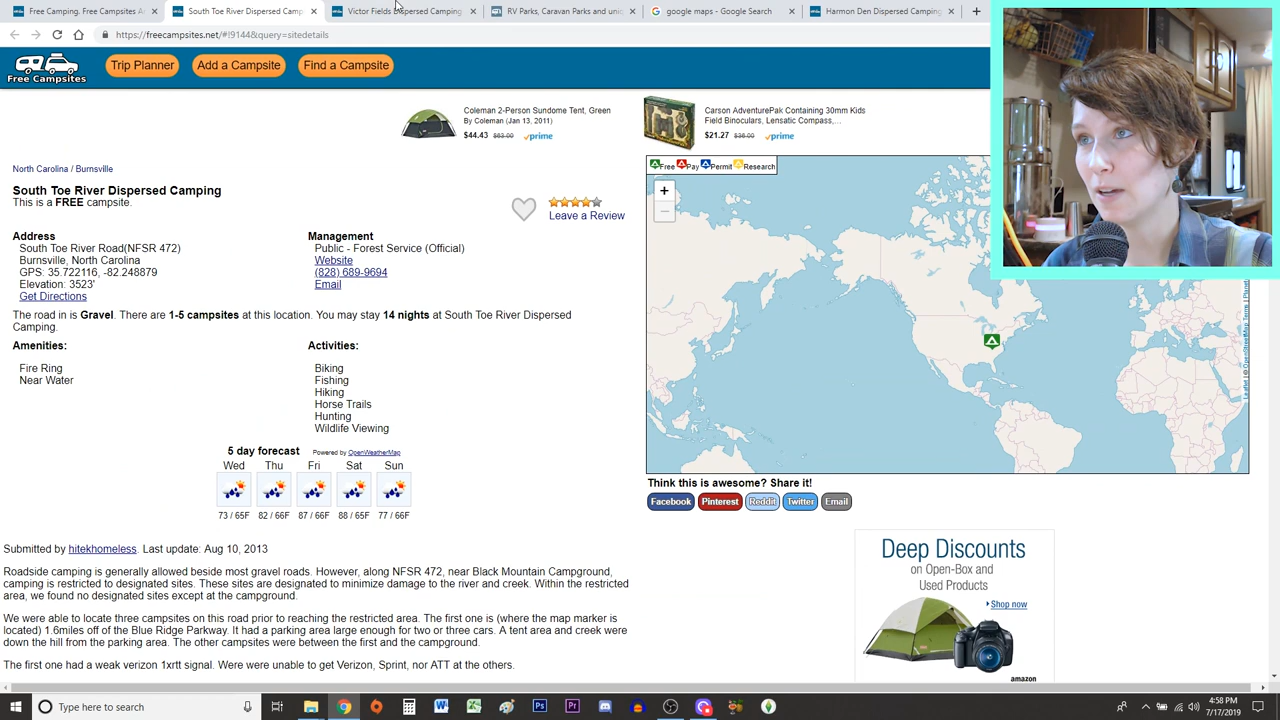 Free Camping, Free Campsites A
South Toe River Dispersed Camp
Victor Fields Dispersed Camping
RV Parks, Caravan Parks and unic
google maps - Google Search
Harmon Den Dispersed Camping
https://freecampsites.net/#!9144&query=sitedetails
Free Campsites
Trip Planner
Add a Campsite
Find a Campsite
Coleman 2-Person Sundome Tent, Green
By Coleman (Jan 13, 2011)
$44.43 $63.00 prime
Carson AdventurePak Containing 30mm Kids
Field Binoculars, Lensatic Compass,...
$21.27 $36.00 prime
North Carolina / Burnsville
South Toe River Dispersed Camping
This is a FREE campsite.
Leave a Review
Address
South Toe River Road(NFSR 472)
Burnsville, North Carolina
GPS: 35.722116, -82.248879
Elevation: 3523'
Get Directions
Management
Public - Forest Service (Official)
Website
(828) 689-9694
Email
The road in is Gravel. There are 1-5 campsites at this location. You may stay 14 nights at South Toe River Dispersed
Camping.
Amenities:
Fire Ring
Near Water
Activities:
Biking
Fishing
Hiking
Horse Trails
Hunting
Wildlife Viewing
5 day forecast Powered by OpenWeatherMap
Wed Thu Fri Sat Sun
73 / 65F 82 / 66F 87 / 66F 88 / 65F 77 / 66F
Submitted by hitekhomeless. Last update: Aug 10, 2013
Roadside camping is generally allowed beside most gravel roads. However, along NFSR 472, near Black Mountain Campground,
camping is restricted to designated sites. These sites are designated to minimize damage to the river and creek. Within the restricted
area, we found no designated sites except at the campground.
We were able to locate three campsites on this road prior to reaching the restricted area. The first one is (where the map marker is
located) 1.6miles off of the Blue Ridge Parkway. It had a parking area large enough for two or three cars. A tent area and creek were
down the hill from the parking area. The other campsites were between the first and the campground.
The first one had a weak verizon 1xrtt signal. Were were unable to get Verizon, Sprint, nor ATT at the others.
Free Pay Permit Research
+
−
Think this is awesome? Share it!
Facebook
Pinterest
Reddit
Twitter
Email
Deep Discounts
on Open-Box and
Used Products
Shop now
amazon
Type here to search
4:58 PM
7/17/2019